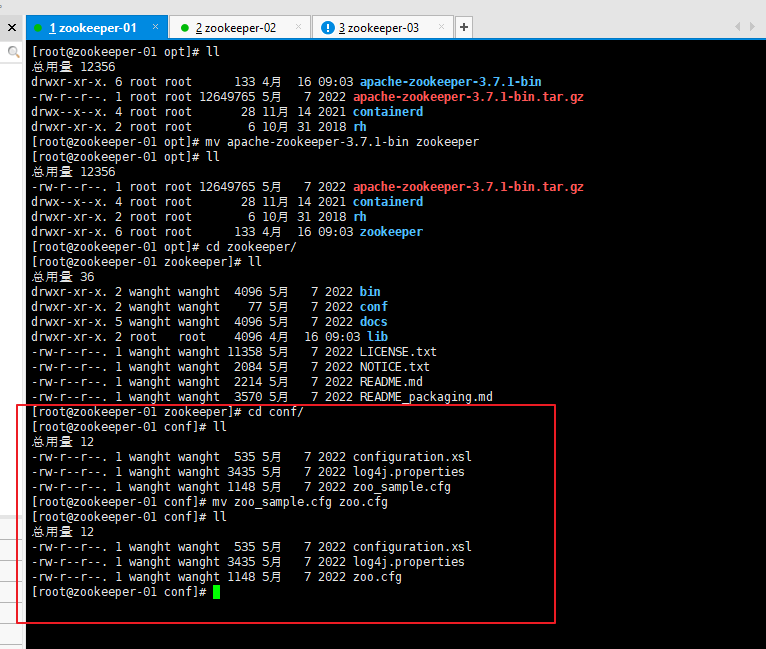 1 zookeeper-01 × 2 zookeeper-02 × 3 zookeeper-03 × +
[root@zookeeper-01 opt]# ll
总用量 12356
drwxr-xr-x. 6 root root      133 4月  16 09:03 apache-zookeeper-3.7.1-bin
-rw-r--r--. 1 root root 12649765 5月   7 2022 apache-zookeeper-3.7.1-bin.tar.gz
drwx--x--x. 4 root root       28 11月 14 2021 containerd
drwxr-xr-x. 2 root root        6 10月 31 2018 rh
[root@zookeeper-01 opt]# mv apache-zookeeper-3.7.1-bin zookeeper
[root@zookeeper-01 opt]# ll
总用量 12356
-rw-r--r--. 1 root root 12649765 5月   7 2022 apache-zookeeper-3.7.1-bin.tar.gz
drwx--x--x. 4 root root       28 11月 14 2021 containerd
drwxr-xr-x. 2 root root        6 10月 31 2018 rh
drwxr-xr-x. 6 root root      133 4月  16 09:03 zookeeper
[root@zookeeper-01 opt]# cd zookeeper/
[root@zookeeper-01 zookeeper]# ll
总用量 36
drwxr-xr-x. 2 wanght wanght  4096 5月   7 2022 bin
drwxr-xr-x. 2 wanght wanght    77 5月   7 2022 conf
drwxr-xr-x. 5 wanght wanght  4096 5月   7 2022 docs
drwxr-xr-x. 2 root   root    4096 4月  16 09:03 lib
-rw-r--r--. 1 wanght wanght 11358 5月   7 2022 LICENSE.txt
-rw-r--r--. 1 wanght wanght  2084 5月   7 2022 NOTICE.txt
-rw-r--r--. 1 wanght wanght  2214 5月   7 2022 README.md
-rw-r--r--. 1 wanght wanght  3570 5月   7 2022 README_packaging.md
[root@zookeeper-01 zookeeper]# cd conf/
[root@zookeeper-01 conf]# ll
总用量 12
-rw-r--r--. 1 wanght wanght  535 5月   7 2022 configuration.xsl
-rw-r--r--. 1 wanght wanght 3435 5月   7 2022 log4j.properties
-rw-r--r--. 1 wanght wanght 1148 5月   7 2022 zoo_sample.cfg
[root@zookeeper-01 conf]# mv zoo_sample.cfg zoo.cfg
[root@zookeeper-01 conf]# ll
总用量 12
-rw-r--r--. 1 wanght wanght  535 5月   7 2022 configuration.xsl
-rw-r--r--. 1 wanght wanght 3435 5月   7 2022 log4j.properties
-rw-r--r--. 1 wanght wanght 1148 5月   7 2022 zoo.cfg
[root@zookeeper-01 conf]#